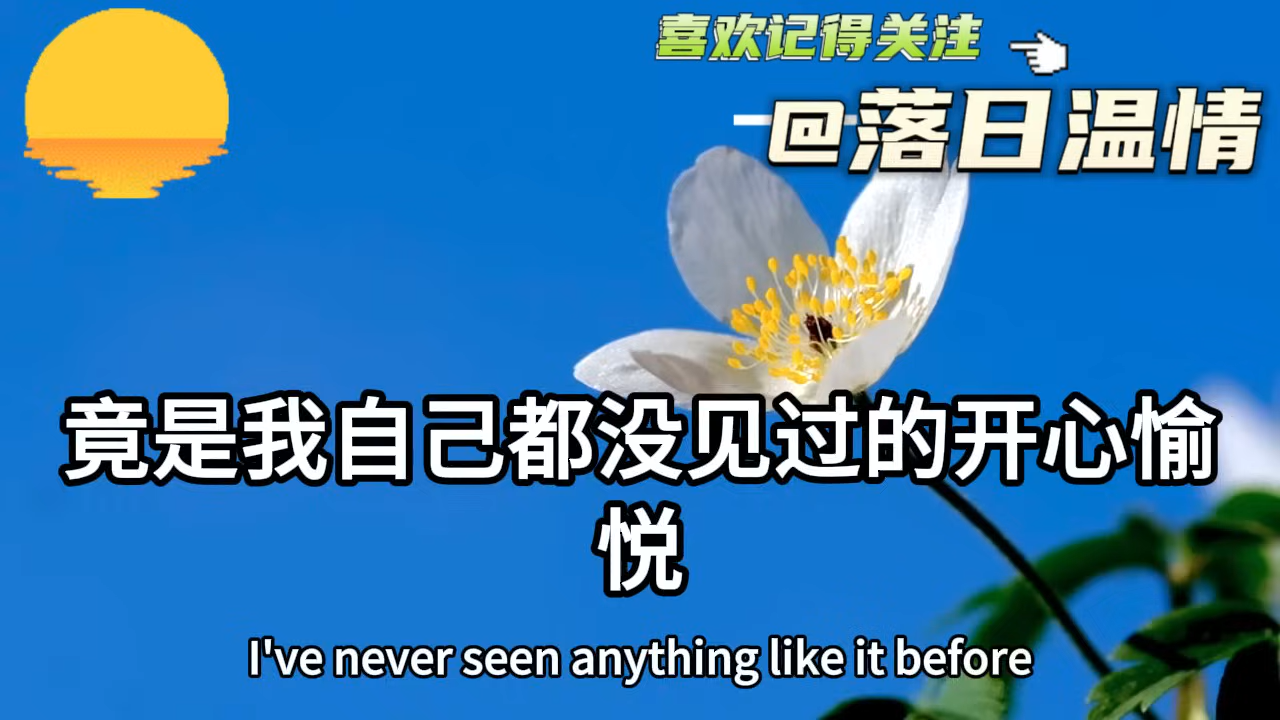 喜欢记得关注
@落日温情
竟是我自己都没见过的开心愉
悦
I've never seen anything like it before